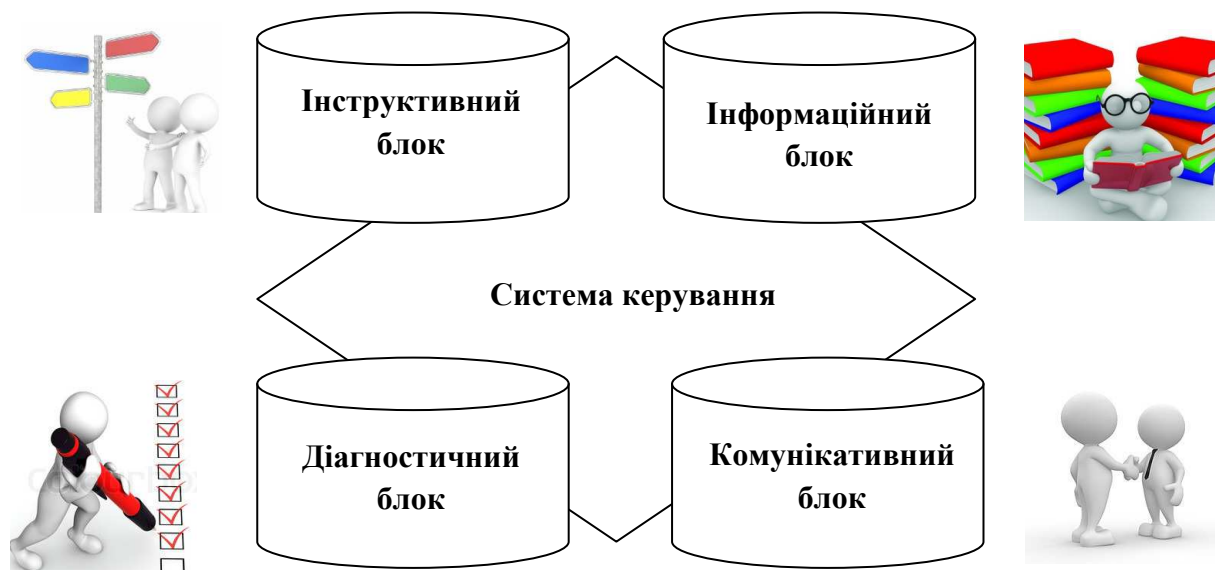 Інструктивний
блок
Інформаційний
блок
Система керування
Діагностичний
блок
Комунікативний
блок